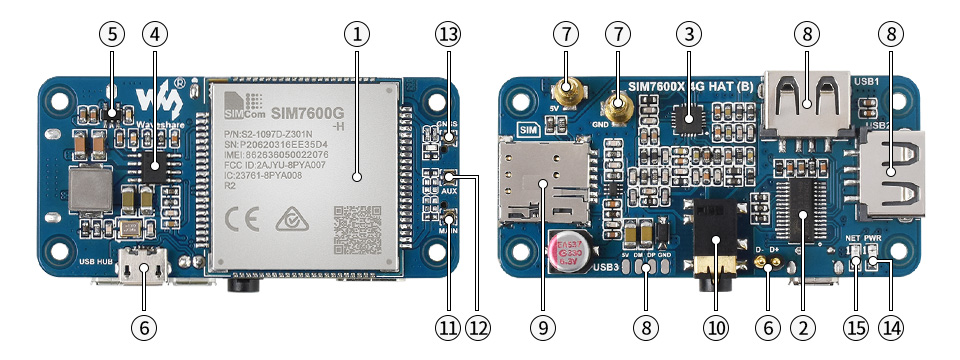 ⑤
④
①
⑬
⑦
⑦
③
⑧
⑧
®
Waveshare
SIMCom
SIM7600G
-H
P/N:S2-1097D-Z301N
SN:P20620316EE35D4
IMEI:862636050022076
FCC ID:2AJYU-8PYA007
IC:23761-8PYA008
R2
CE
GNSS
AUX
MAIN
USB HUB
⑥
⑪
⑫
5V
GND
SIM7600X 4G HAT (B)
USB1
USB2
SIM
USB3
5V
DM
DP
GND
D-
D+
NET
PWR
⑨
⑧
⑩
⑥
②
⑮
⑭